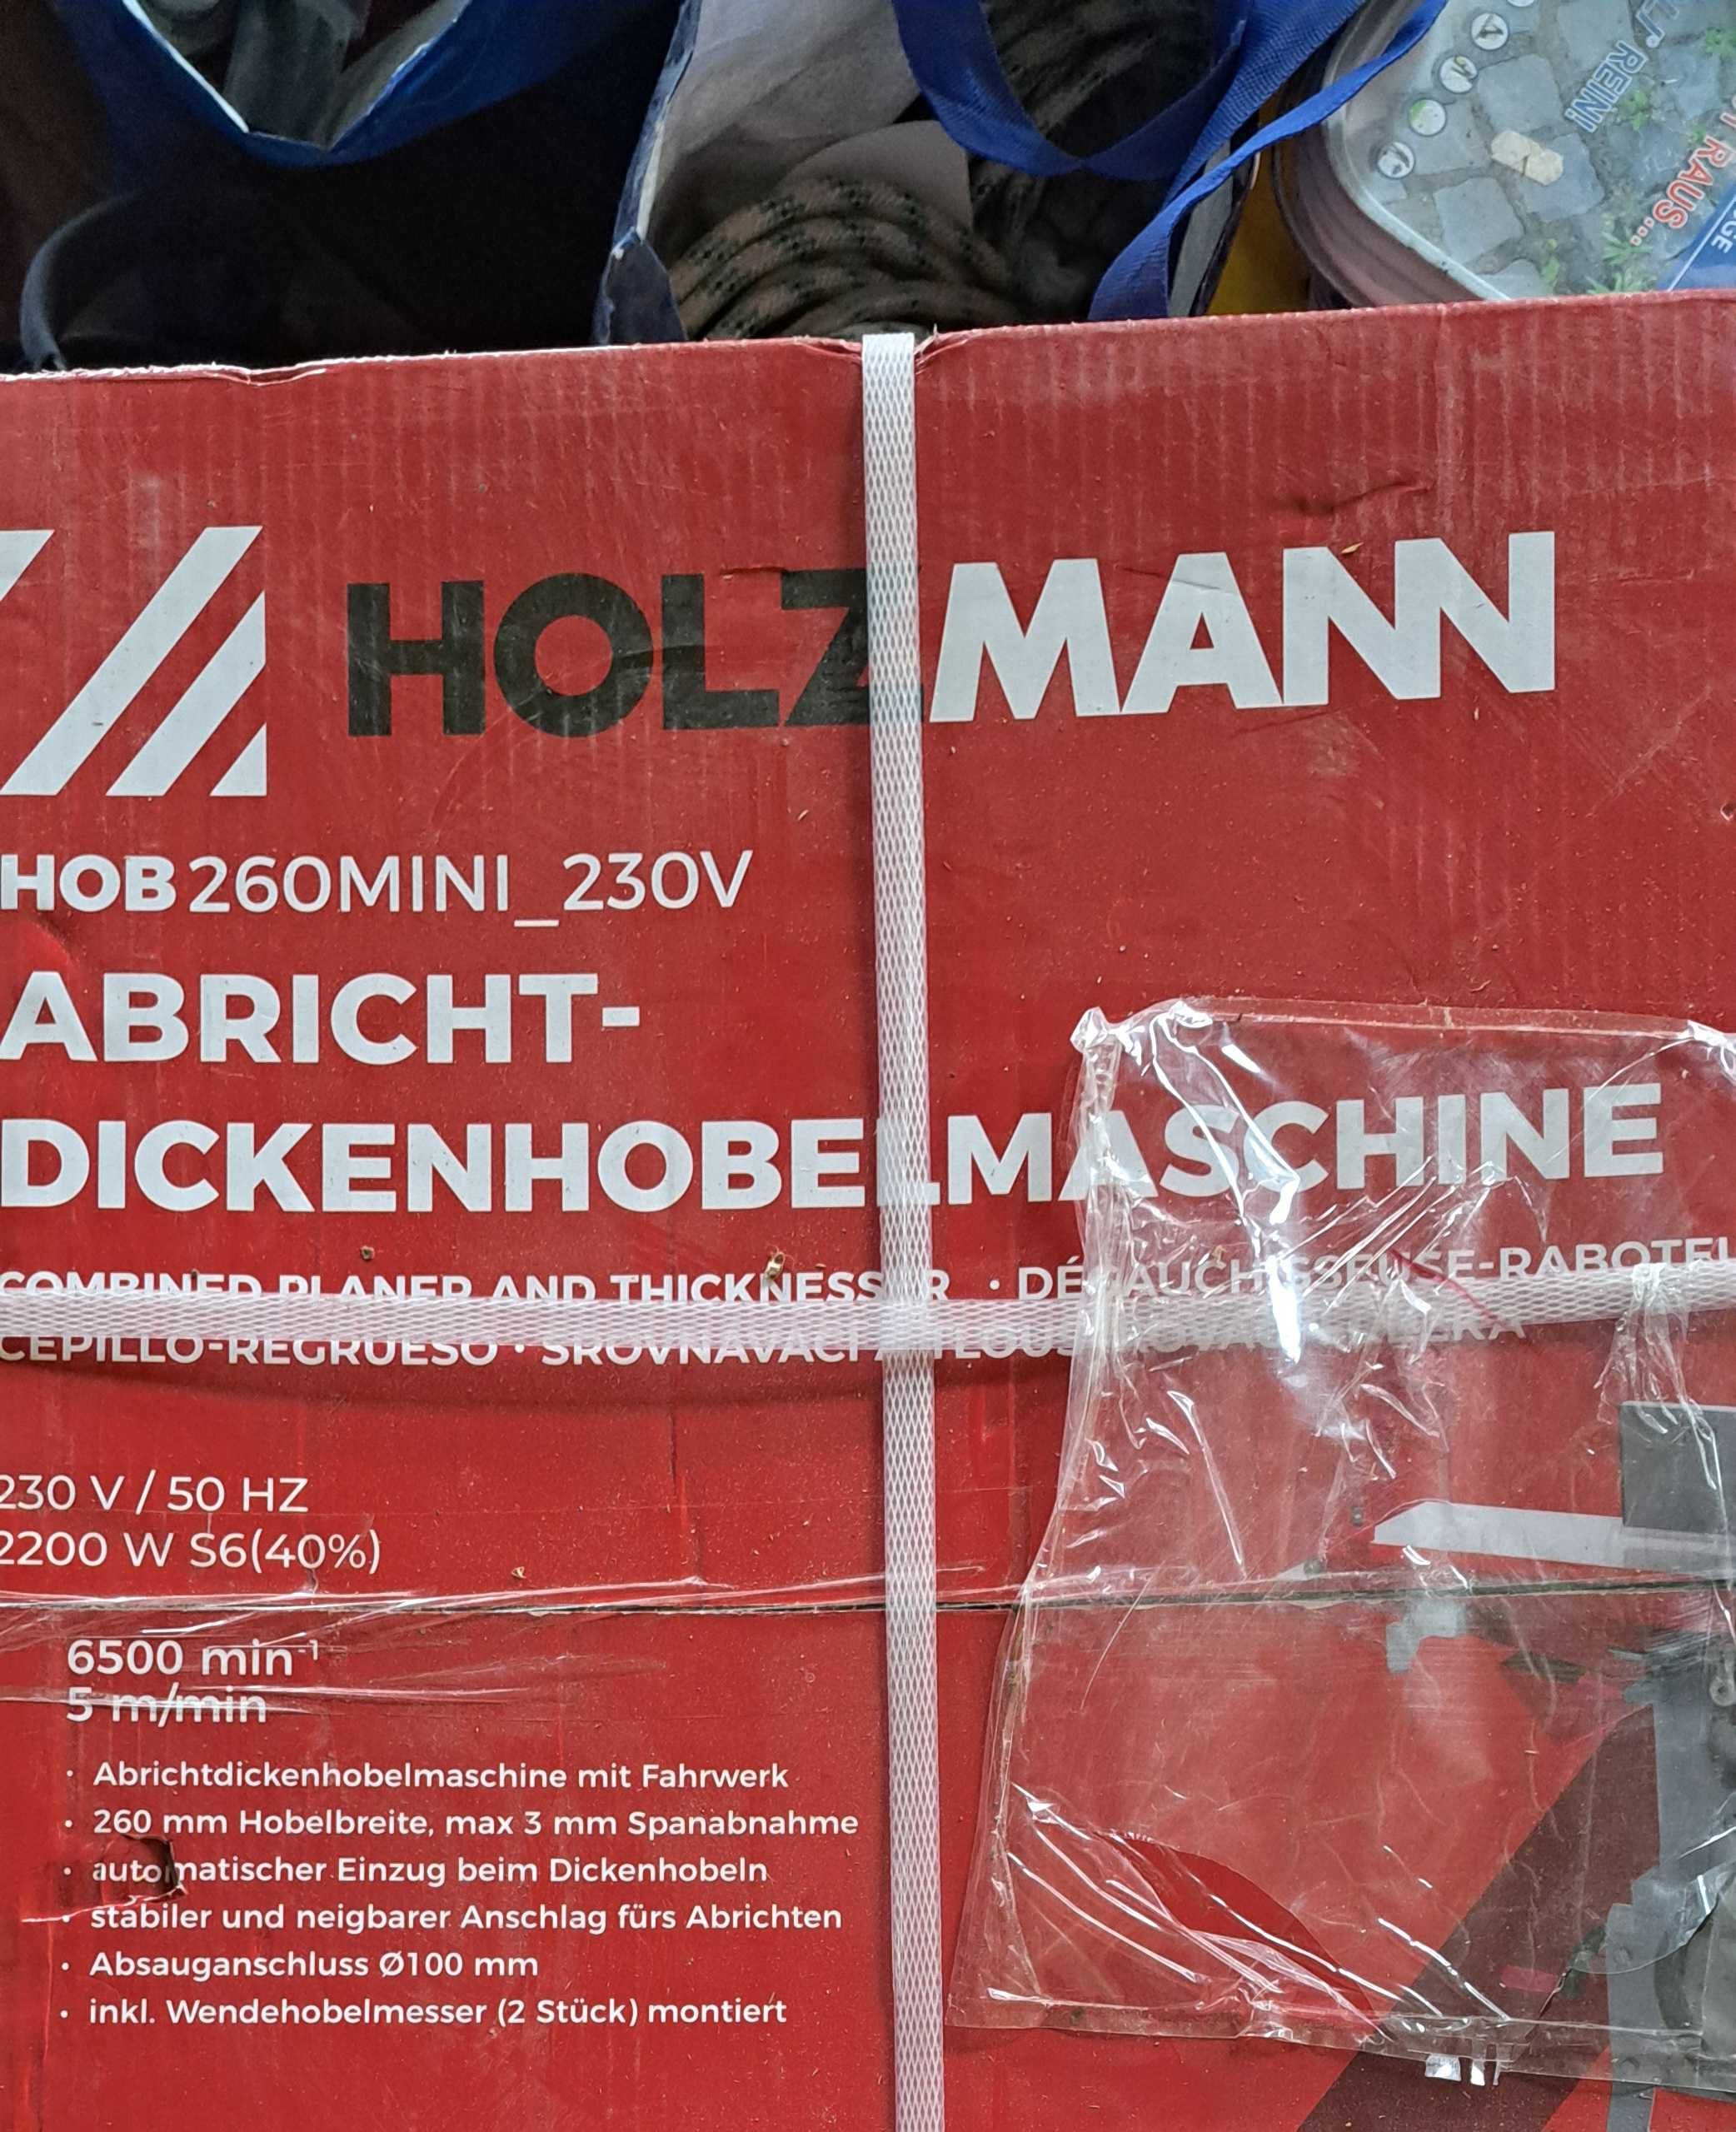 REIN!
RAUS...
HOLZMANN
HOB 260MINI_230V
ABRICHT-
DICKENHOBELMASCHINE
COMBINED PLANER AND THICKNESSER •
CEPILLO-REGRUESO •
230 V / 50 HZ
2200 W S6(40%)
6500 min⁻¹
5 m/min
• Abrichtdickenhobelmaschine mit Fahrwerk
• 260 mm Hobelbreite, max 3 mm Spanabnahme
• automatischer Einzug beim Dickenhobeln
• stabiler und neigbarer Anschlag fürs Abrichten
• Absauganschluss Ø100 mm
• inkl. Wendehobelmesser (2 Stück) montiert